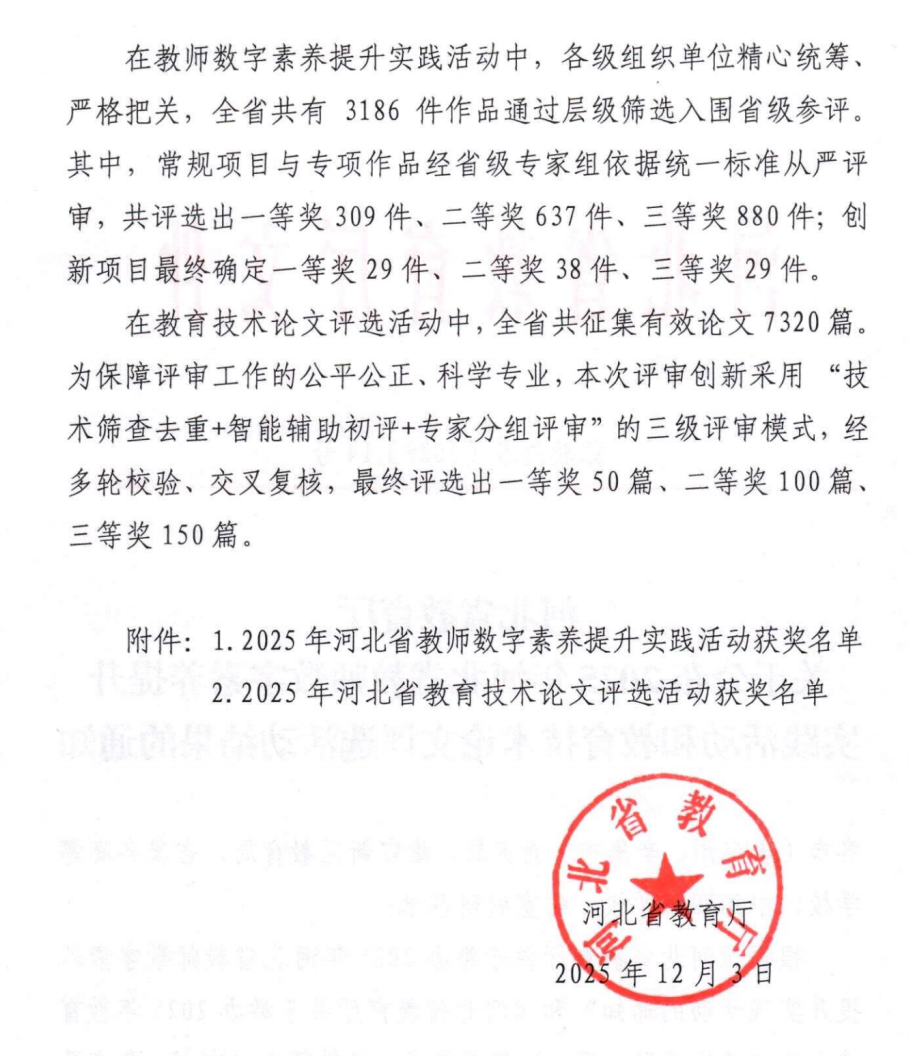 在教师数字素养提升实践活动中，各级组织单位精心统筹、
严格把关，全省共有 3186 件作品通过层级筛选入围省级参评。
其中，常规项目与专项作品经省级专家组依据统一标准从严评
审，共评选出一等奖 309 件、二等奖 637 件、三等奖 880 件；创
新项目最终确定一等奖 29 件、二等奖 38 件、三等奖 29 件。
在教育技术论文评选活动中，全省共征集有效论文 7320 篇。
为保障评审工作的公平公正、科学专业，本次评审创新采用 “技
术筛查去重+智能辅助初评+专家分组评审”的三级评审模式，经
多轮校验、交叉复核，最终评选出一等奖 50 篇、二等奖 100 篇、
三等奖 150 篇。
附件：1.2025 年河北省教师数字素养提升实践活动获奖名单
2.2025 年河北省教育技术论文评选活动获奖名单
河北省教育厅
河北省教育厅
2025 年 12 月 3 日